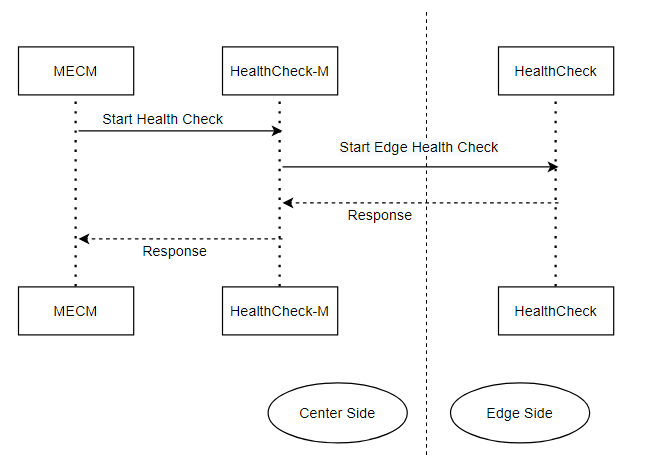 MECM
HealthCheck-M
HealthCheck
Start Health Check
Start Edge Health Check
Response
Response
MECM
HealthCheck-M
HealthCheck
Center Side
Edge Side